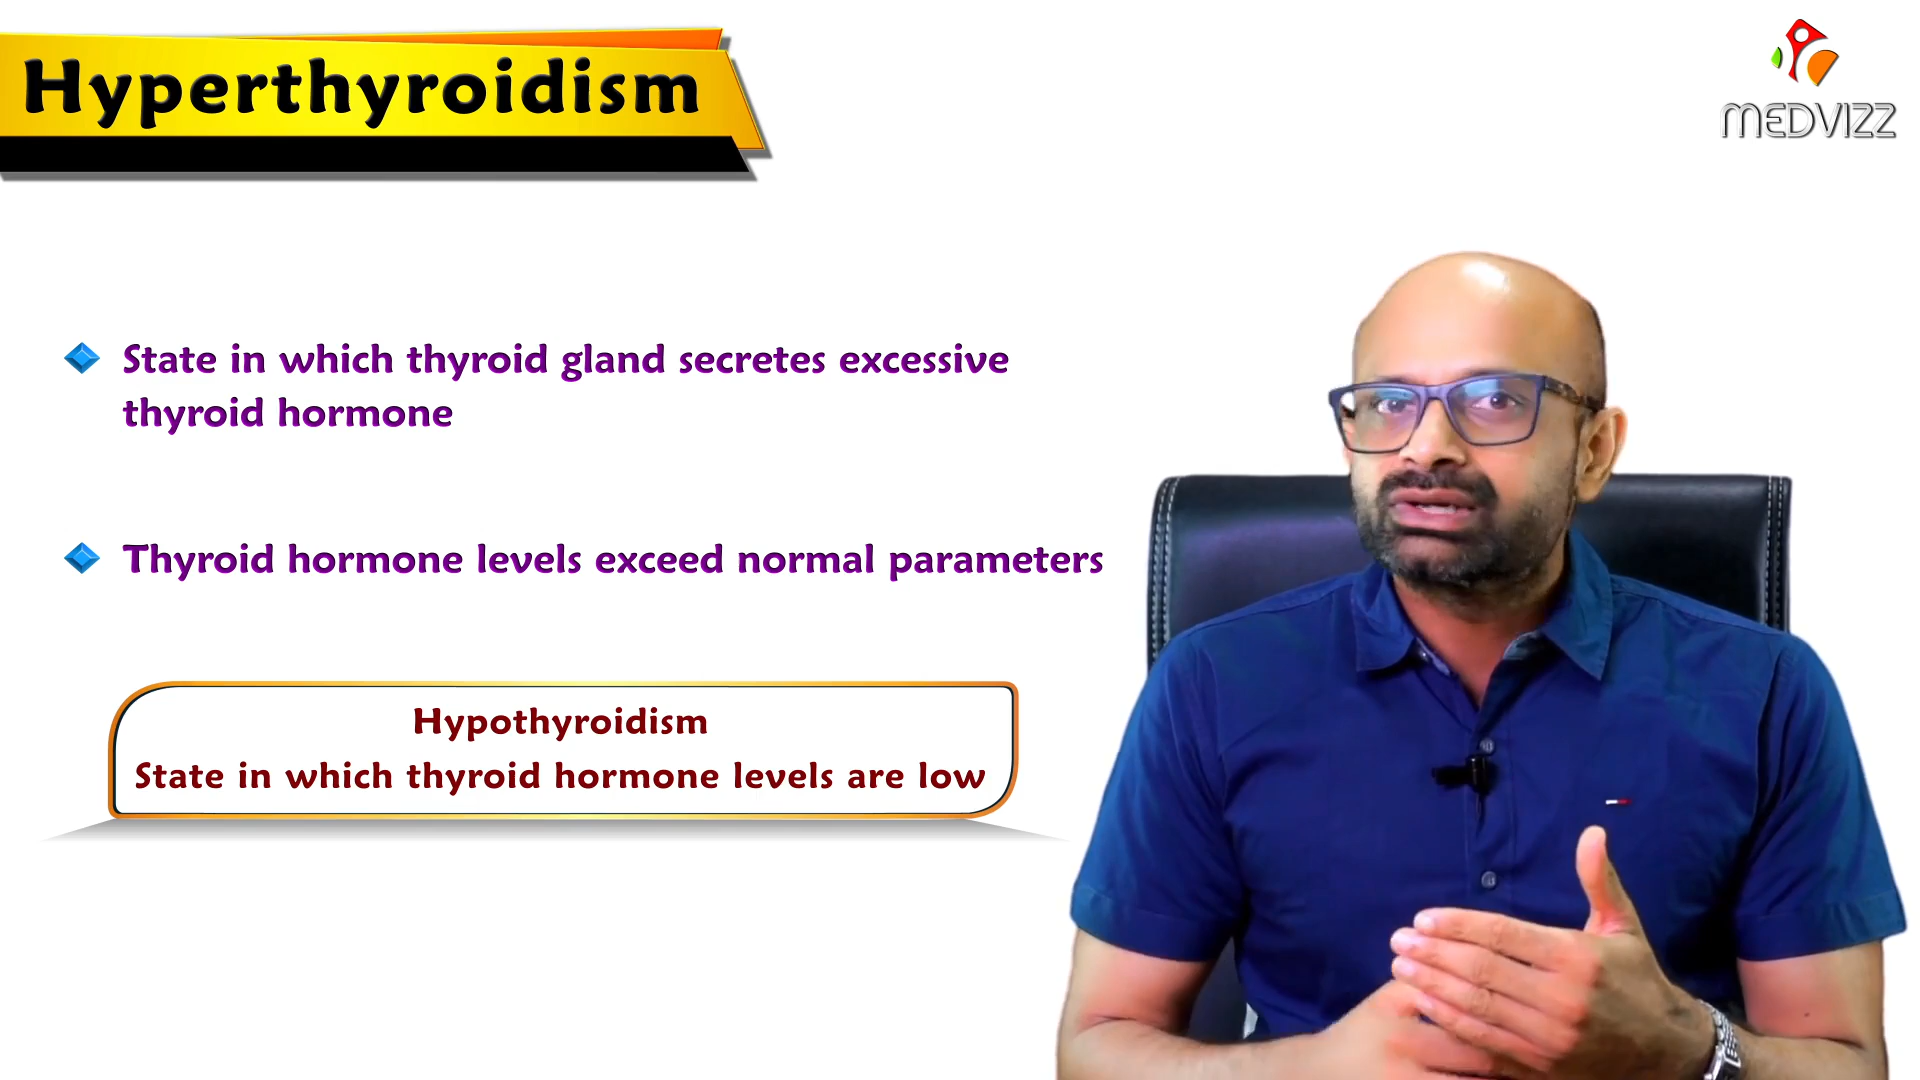 Hyperthyroidism
MEDVIZZ
State in which thyroid gland secretes excessive
thyroid hormone
Thyroid hormone levels exceed normal parameters
Hypothyroidism
State in which thyroid hormone levels are low